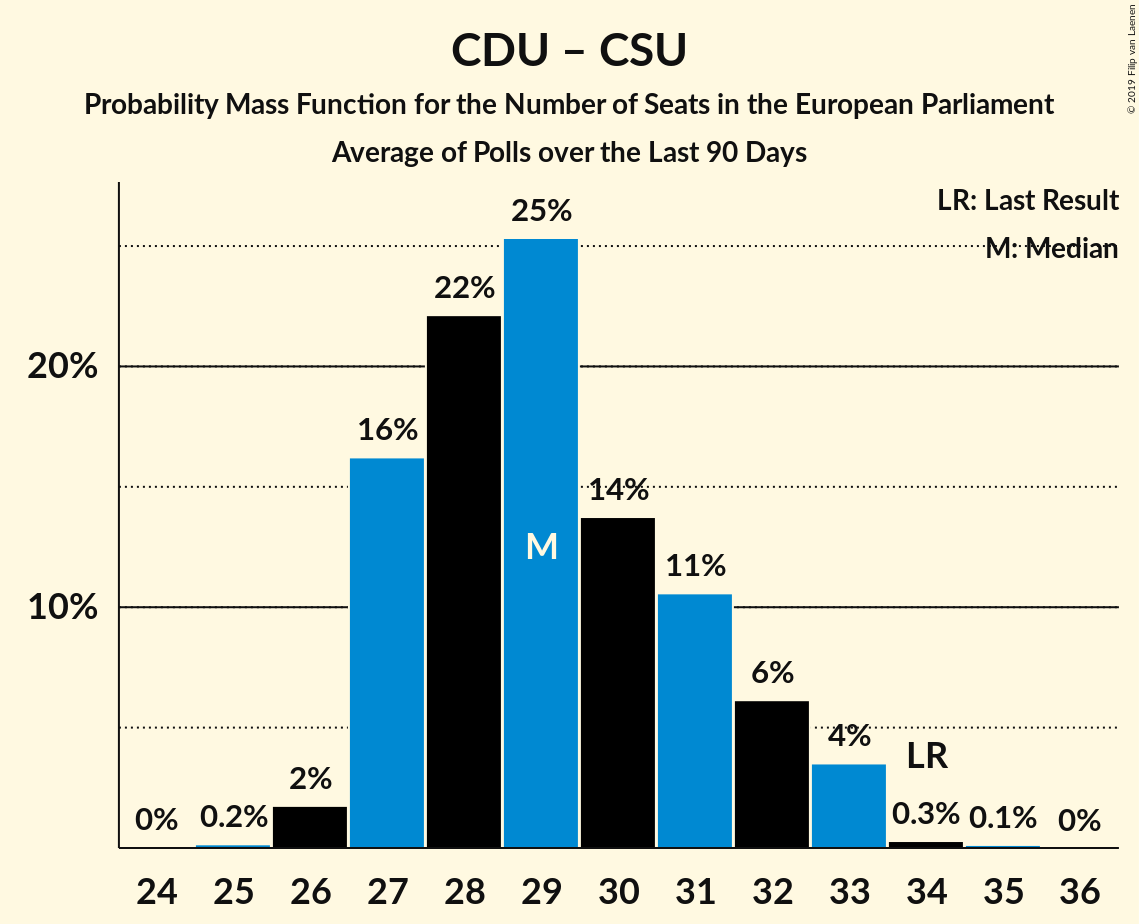 CDU – CSU
Probability Mass Function for the Number of Seats in the European Parliament
Average of Polls over the Last 90 Days
© 2019 Filip van Laenen
LR: Last Result
M: Median
25%
22%
20%
16%
14%
M
11%
10%
6%
4%
LR
2%
0% 0.2% 0.3% 0.1% 0%
24 25 26 27 28 29 30 31 32 33 34 35 36